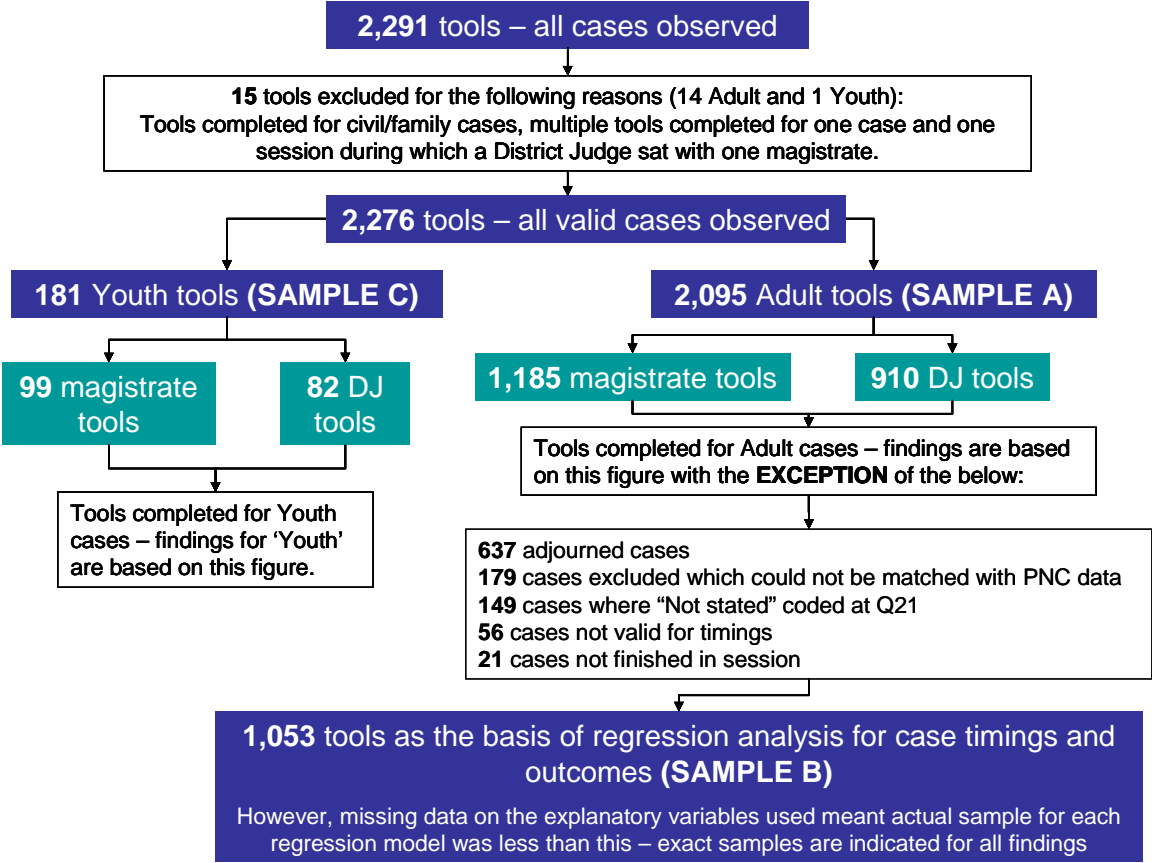 2,291 tools – all cases observed
15 tools excluded for the following reasons (14 Adult and 1 Youth):
Tools completed for civil/family cases, multiple tools completed for one case and one
session during which a District Judge sat with one magistrate.
2,276 tools – all valid cases observed
181 Youth tools (SAMPLE C)
2,095 Adult tools (SAMPLE A)
99 magistrate
tools
82 DJ
tools
1,185 magistrate tools
910 DJ tools
Tools completed for Youth
cases – findings for ‘Youth’
are based on this figure.
Tools completed for Adult cases – findings are based
on this figure with the EXCEPTION of the below:
637 adjourned cases
179 cases excluded which could not be matched with PNC data
149 cases where “Not stated” coded at Q21
56 cases not valid for timings
21 cases not finished in session
1,053 tools as the basis of regression analysis for case timings and
outcomes (SAMPLE B)
However, missing data on the explanatory variables used meant actual sample for each
regression model was less than this – exact samples are indicated for all findings